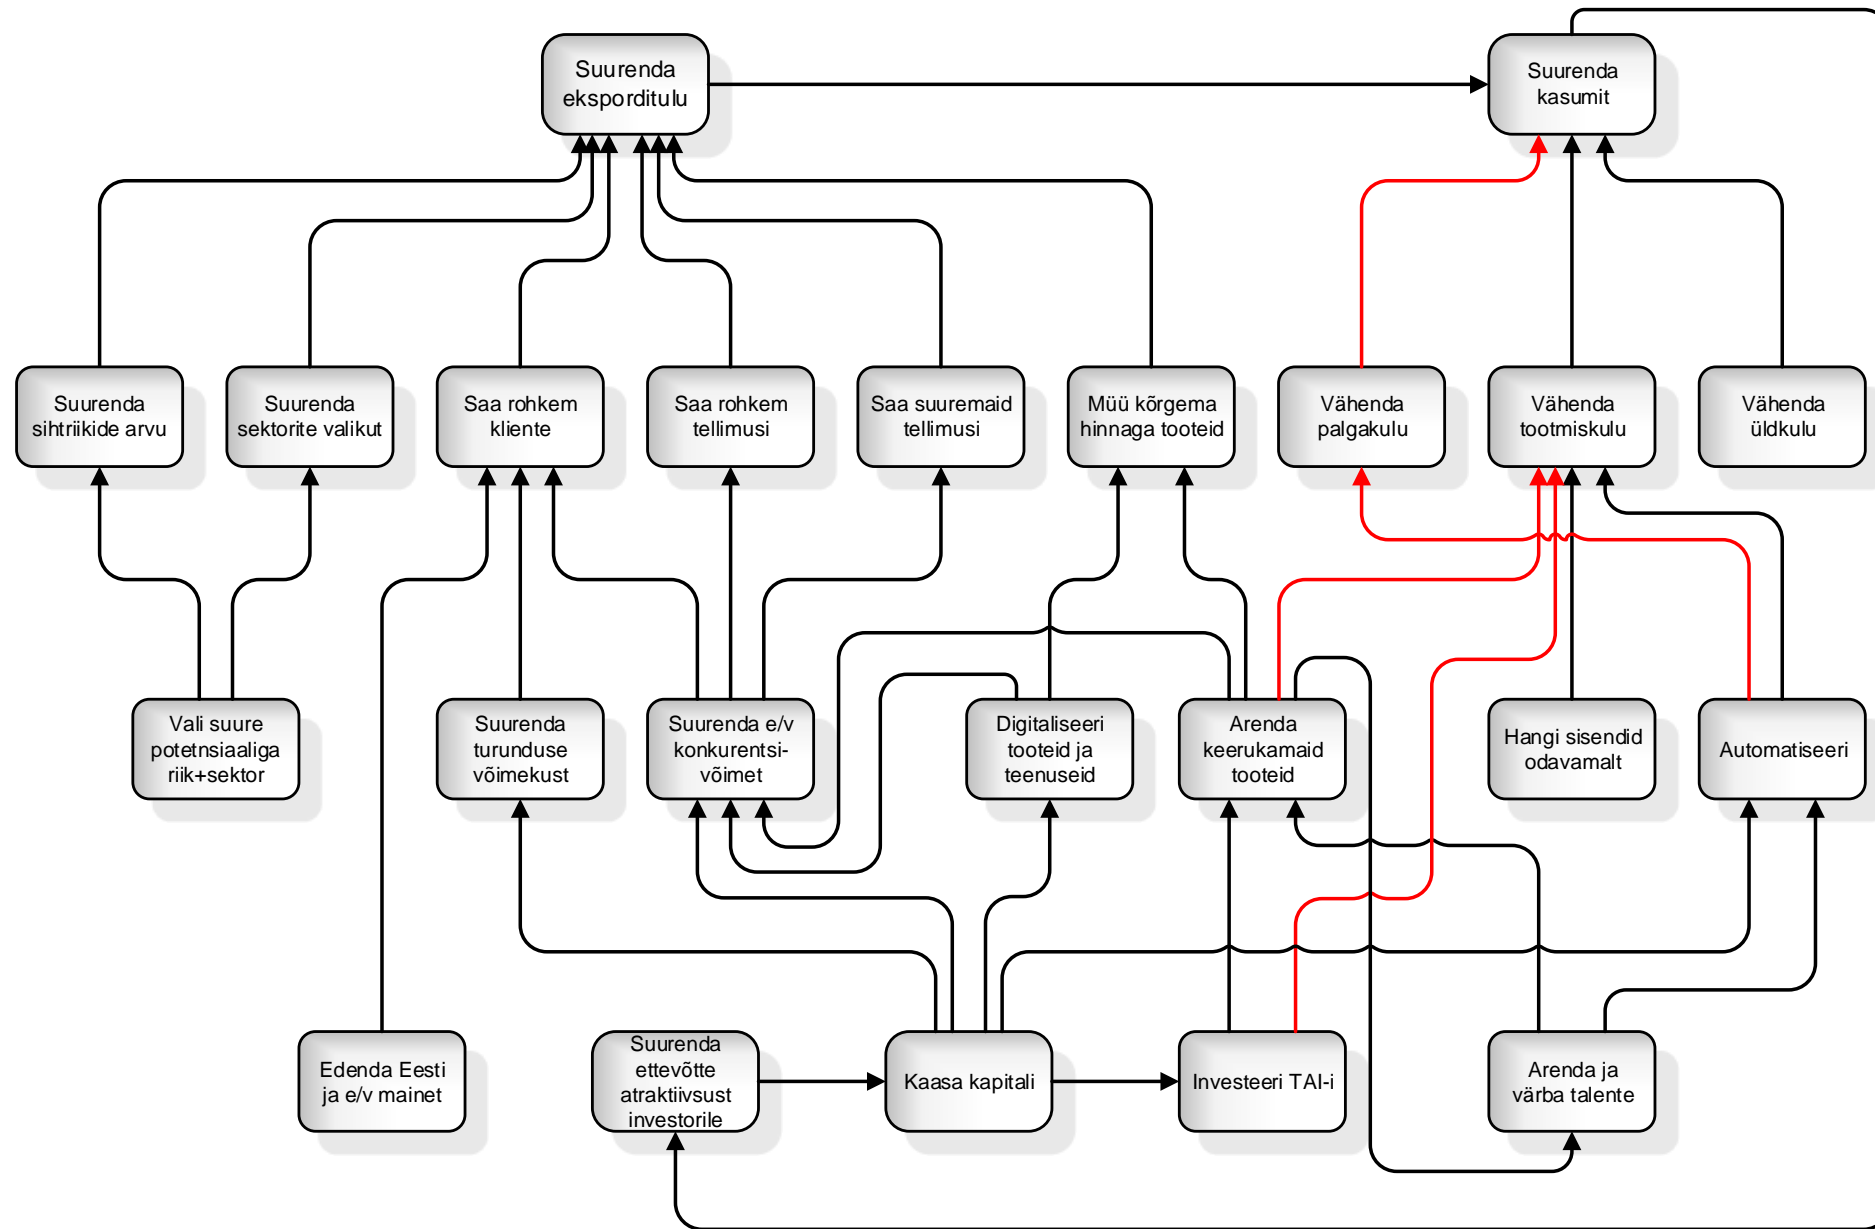 Suurenda
eksporditulu
Suurenda
kasumit
Suurenda
sihtriikide arvu
Suurenda
sektorite valikut
Saa rohkem
kliente
Saa rohkem
tellimusi
Saa suuremaid
tellimusi
Müü kõrgema
hinnaga tooteid
Vähenda
palgakulu
Vähenda
tootmiskulu
Vähenda
üldkulu
Vali suure
potetnsiaaliga
riik+sektor
Suurenda
turunduse
võimekust
Suurenda e/v
konkurentsi-
võimet
Digitaliseeri
tooteid ja
teenuseid
Arenda
keerukamaid
tooteid
Hangi sisendid
odavamalt
Automatiseeri
Edenda Eesti
ja e/v mainet
Suurenda
ettevõtte
atraktiivsust
investorile
Kaasa kapitali
Investeeri TAI-i
Arenda ja
värba talente